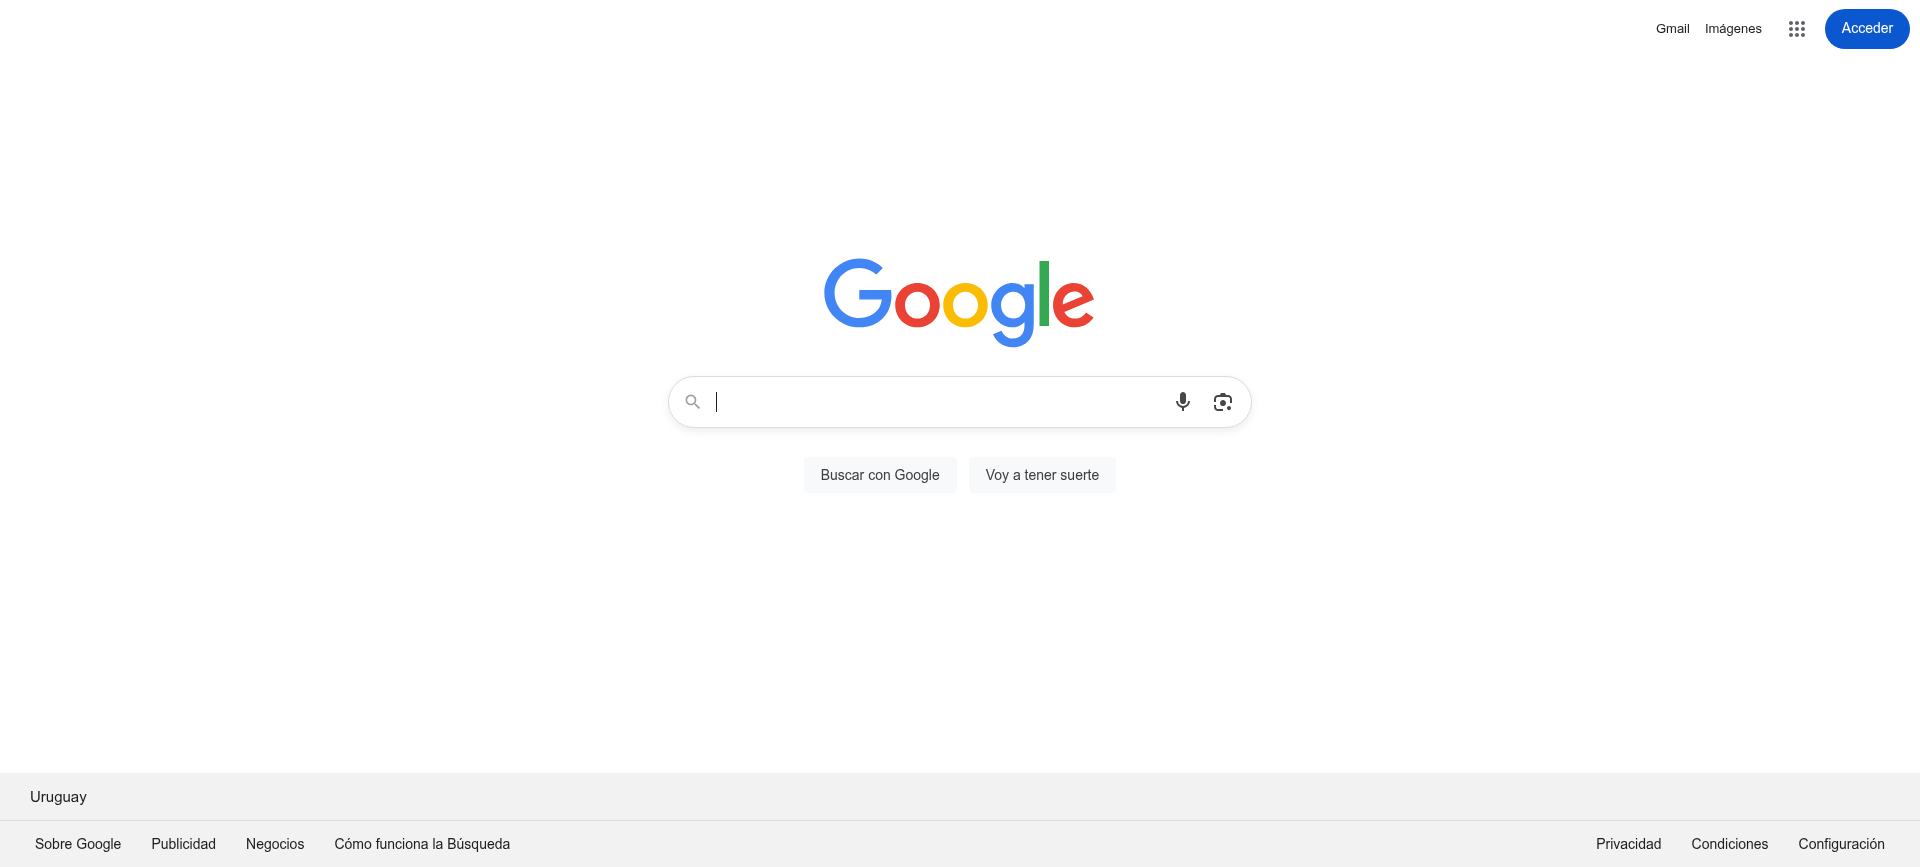 Gmail Imágenes Acceder
Google
Buscar con Google Voy a tener suerte
Uruguay
Sobre Google Publicidad Negocios Cómo funciona la Búsqueda Privacidad Condiciones Configuración